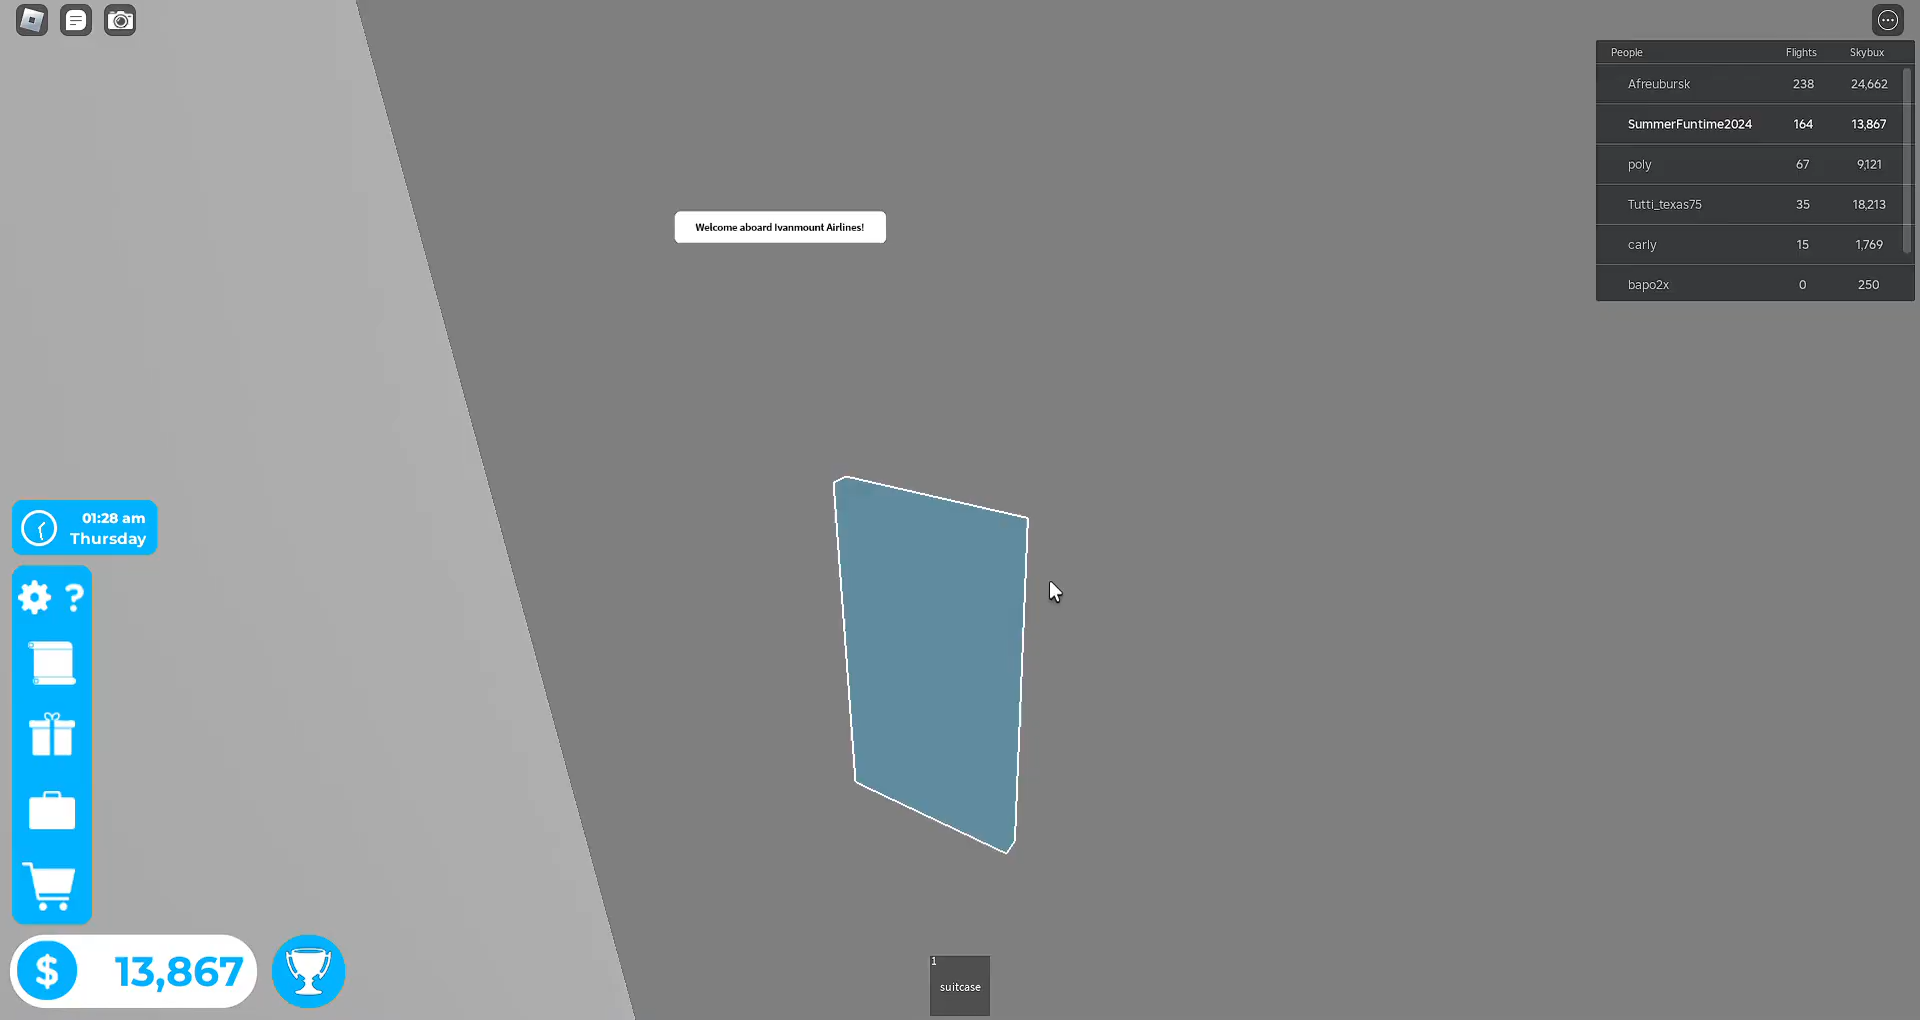 People Flights Skybux
Afreubursk 238 24,662
SummerFuntime2024 164 13,867
poly 67 9,121
Tutti_texas75 35 18,213
carly 15 1,769
bapo2x 0 250
Welcome aboard Ivanmount Airlines!
01:28 am
Thursday
?
$ 13,867
1
suitcase